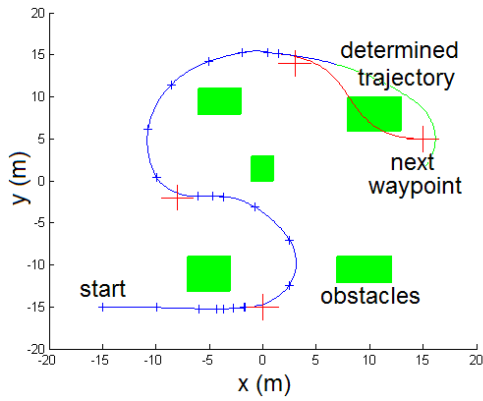 20
15
10
5
0
-5
-10
-15
-20
y (m)
determined
trajectory
next
waypoint
start
obstacles
-20 -15 -10 -5 0 5 10 15 20
x (m)